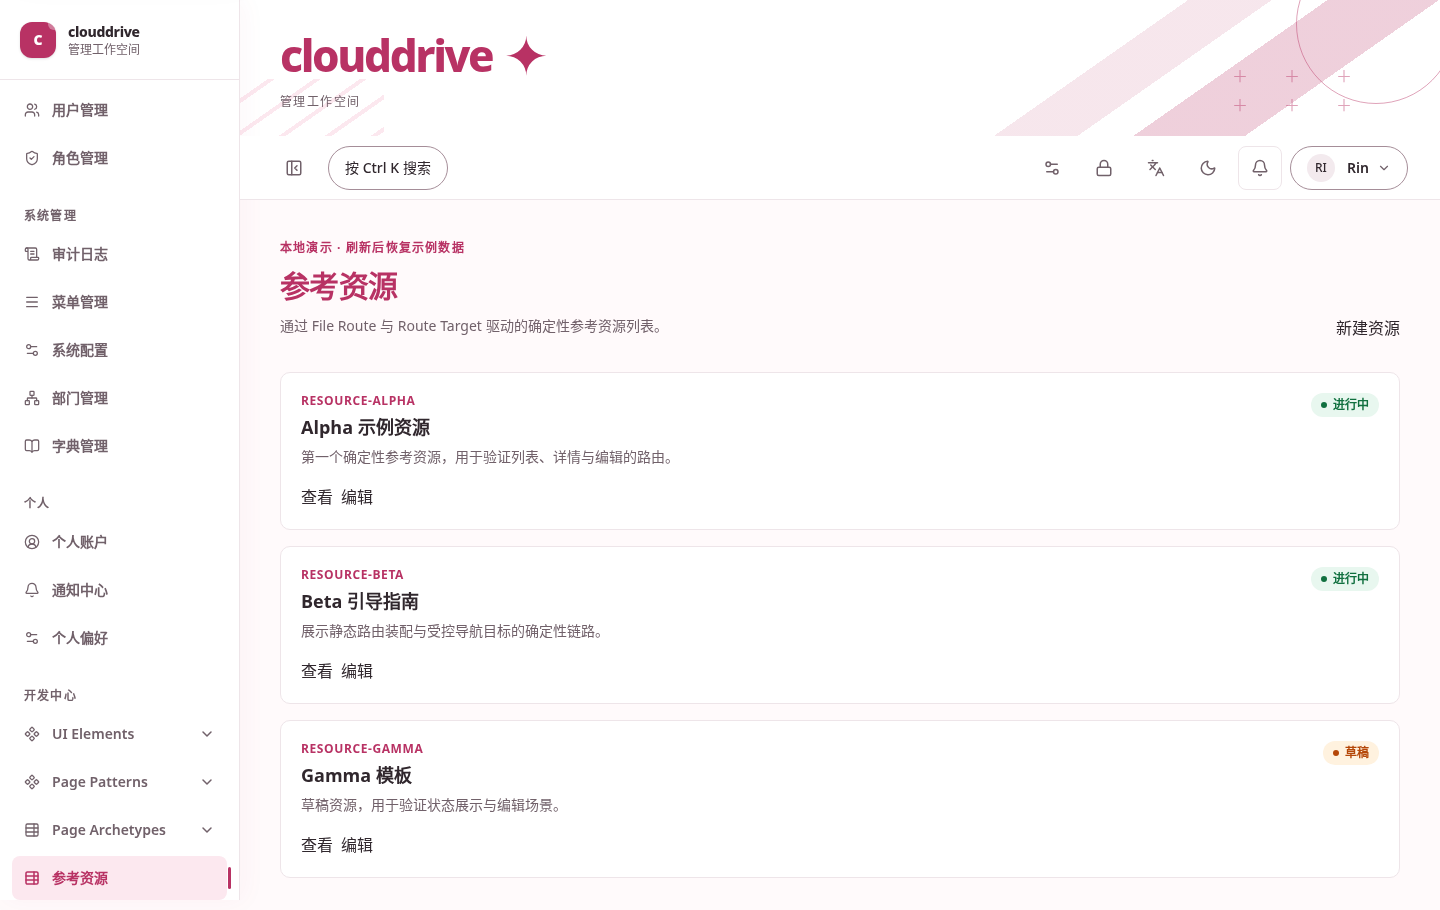 c
clouddrive
管理工作空间
用户管理
角色管理
系统管理
审计日志
菜单管理
系统配置
部门管理
字典管理
个人
个人账户
通知中心
个人偏好
开发中心
UI Elements
Page Patterns
Page Archetypes
参考资源
clouddrive ✦
管理工作空间
按 Ctrl K 搜索
RI
Rin
本地演示 · 刷新后恢复示例数据
参考资源
通过 File Route 与 Route Target 驱动的确定性参考资源列表。
新建资源
RESOURCE-ALPHA
进行中
Alpha 示例资源
第一个确定性参考资源，用于验证列表、详情与编辑的路由。
查看 编辑
RESOURCE-BETA
进行中
Beta 引导指南
展示静态路由装配与受控导航目标的确定性链路。
查看 编辑
RESOURCE-GAMMA
草稿
Gamma 模板
草稿资源，用于验证状态展示与编辑场景。
查看 编辑